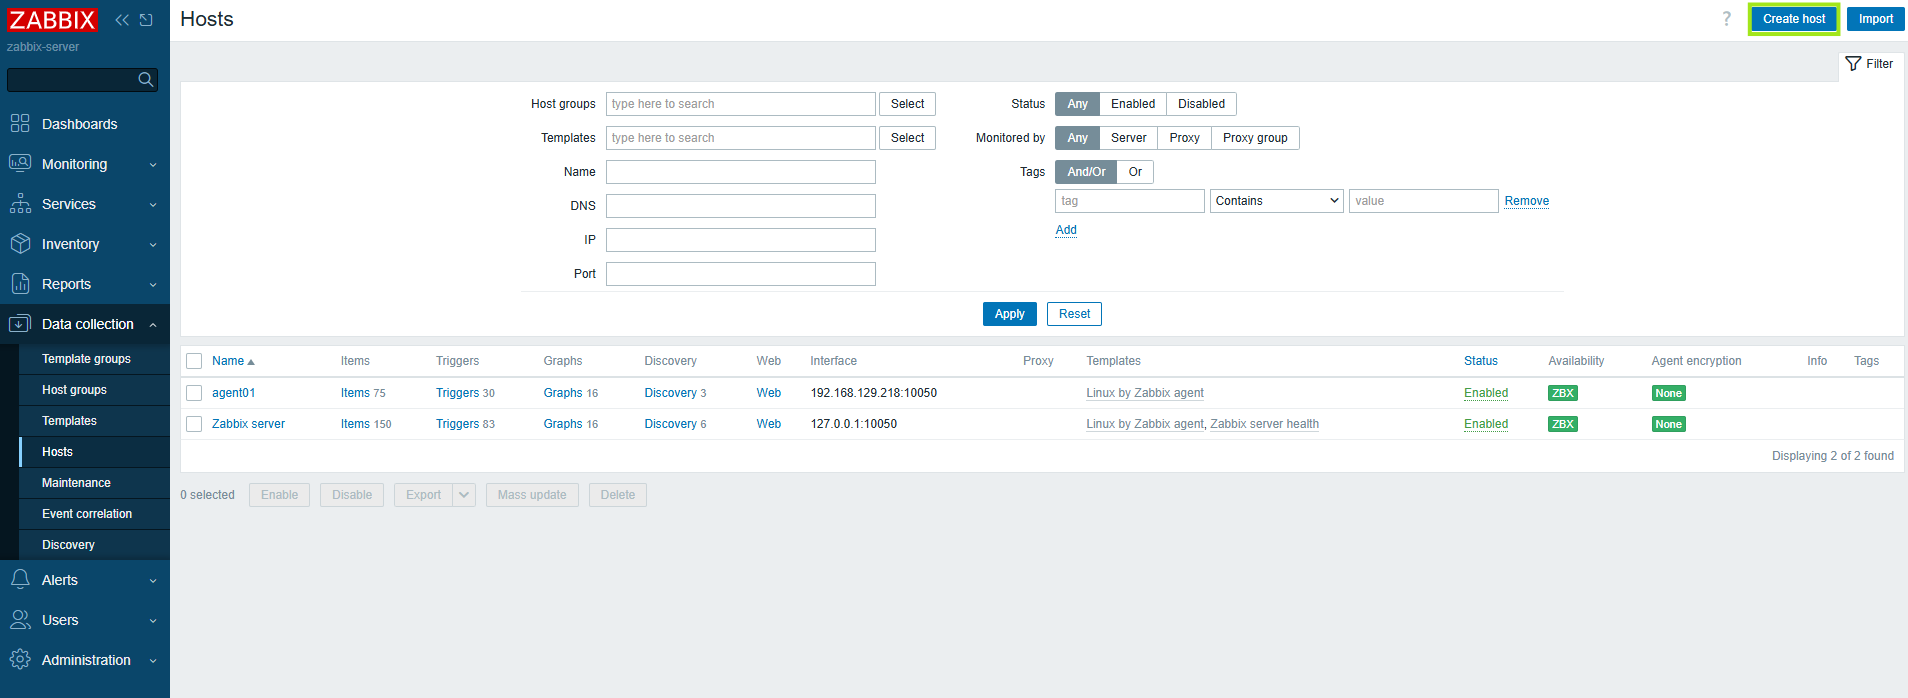 ZABBIX
zabbix-server
Dashboards
Monitoring
Services
Inventory
Reports
Data collection
Template groups
Host groups
Templates
Hosts
Maintenance
Event correlation
Discovery
Alerts
Users
Administration
Hosts
? Create host Import
Filter
Host groups type here to search Select
Templates type here to search Select
Name
DNS
IP
Port
Status Any Enabled Disabled
Monitored by Any Server Proxy Proxy group
Tags And/Or Or
tag Contains value Remove
Add
Apply Reset
Name Items Triggers Graphs Discovery Web Interface Proxy Templates Status Availability Agent encryption Info Tags
agent01 Items 75 Triggers 30 Graphs 16 Discovery 3 Web 192.168.129.218:10050 Linux by Zabbix agent Enabled ZBX None
Zabbix server Items 150 Triggers 83 Graphs 16 Discovery 6 Web 127.0.0.1:10050 Linux by Zabbix agent, Zabbix server health Enabled ZBX None
Displaying 2 of 2 found
0 selected Enable Disable Export Mass update Delete